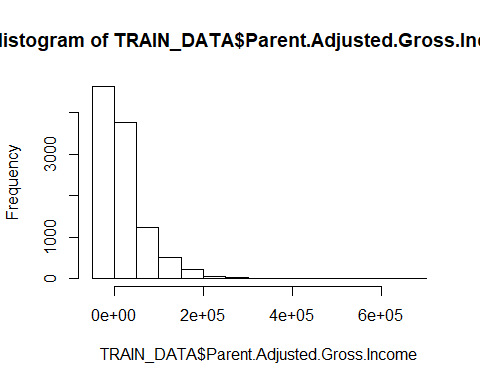 listogram of TRAIN_DATA$Parent.Adjusted.Gross.Inc
Frequency
3000
1000
0
0e+00 2e+05 4e+05 6e+05
TRAIN_DATA$Parent.Adjusted.Gross.Income